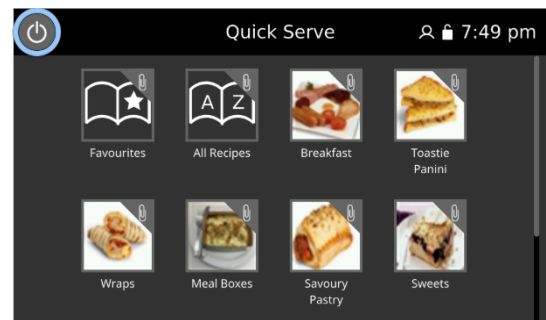 Quick Serve
7:49 pm
A Z
Favourites
All Recipes
Breakfast
Toastie
Panini
Wraps
Meal Boxes
Savoury
Pastry
Sweets